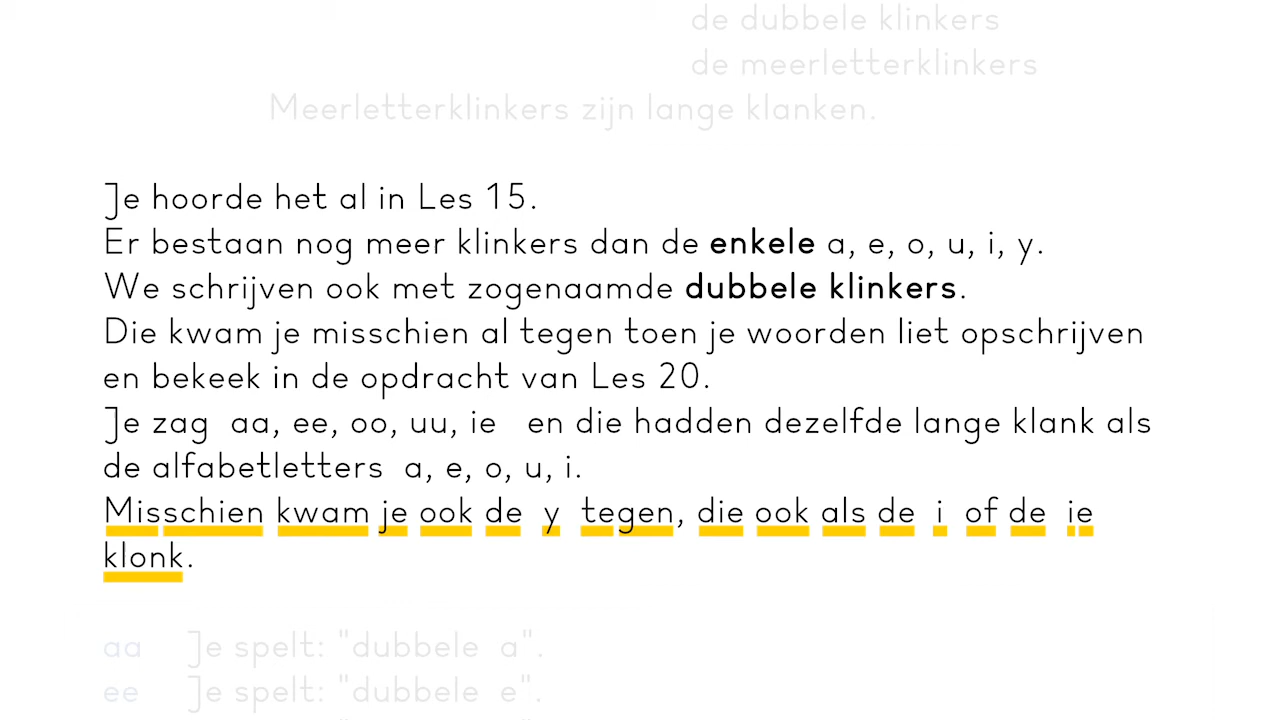 de dubbele klinkers
de meerletterklinkers
Meerletterklinkers zijn lange klanken.
Je hoorde het al in Les 15.
Er bestaan nog meer klinkers dan de enkele a, e, o, u, i, y.
We schrijven ook met zogenaamde dubbele klinkers.
Die kwam je misschien al tegen toen je woorden liet opschrijven
en bekeek in de opdracht van Les 20.
Je zag aa, ee, oo, uu, ie en die hadden dezelfde lange klank als
de alfabetletters a, e, o, u, i.
Misschien kwam je ook de y tegen, die ook als de i of de ie
klonk.
aa Je spelt: "dubbele a".
ee Je spelt: "dubbele e".